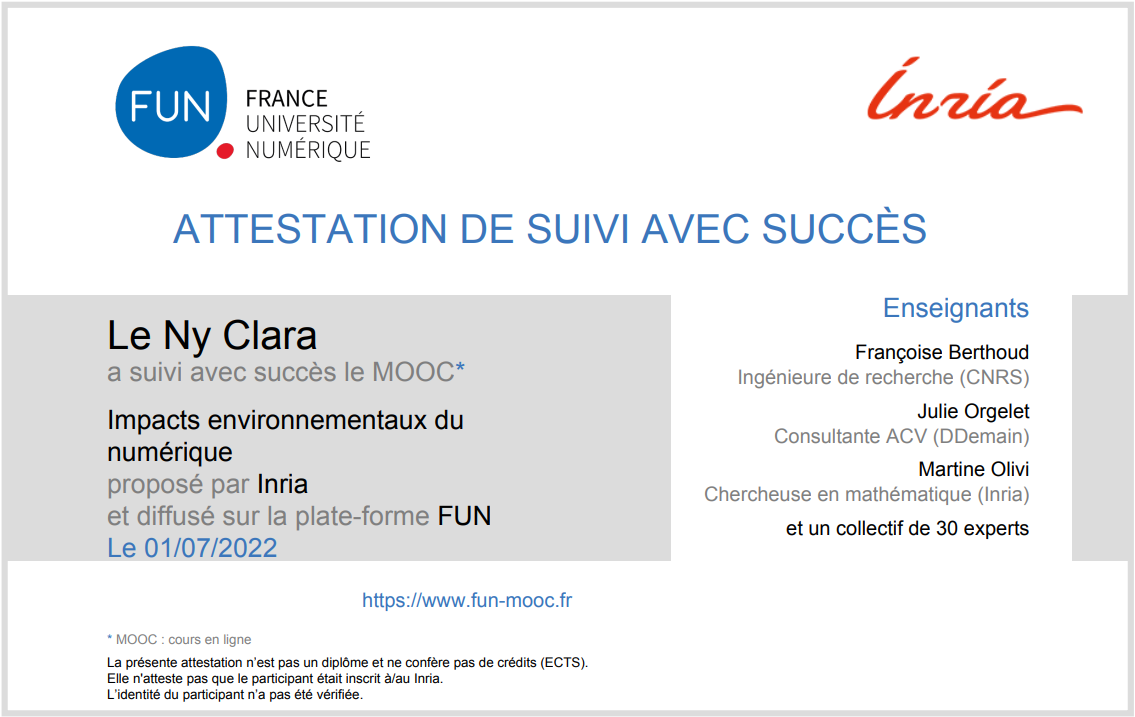 FUN
FRANCE
UNIVERSITÉ
NUMÉRIQUE
Inria
ATTESTATION DE SUIVI AVEC SUCCÈS
Le Ny Clara
a suivi avec succès le MOOC*
Impacts environnementaux du
numérique
proposé par Inria
et diffusé sur la plate-forme FUN
Le 01/07/2022
Enseignants
Françoise Berthoud
Ingénieure de recherche (CNRS)
Julie Orgelet
Consultante ACV (DDemain)
Martine Olivi
Chercheuse en mathématique (Inria)
et un collectif de 30 experts
https://www.fun-mooc.fr
* MOOC : cours en ligne
La présente attestation n’est pas un diplôme et ne confère pas de crédits (ECTS).
Elle n'atteste pas que le participant était inscrit à/au Inria.
L’identité du participant n’a pas été vérifiée.